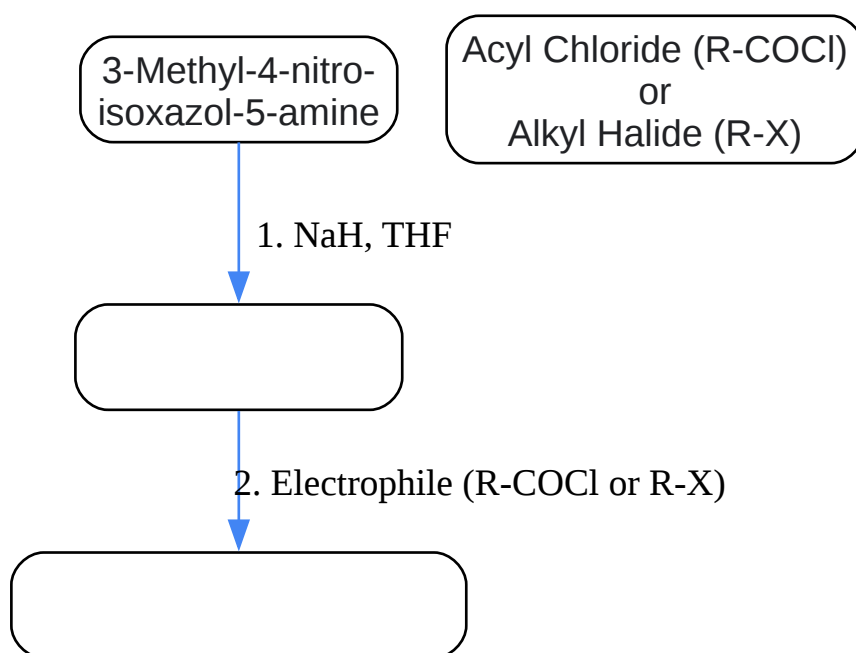 3-Methyl-4-nitro-
isoxazol-5-amine
Acyl Chloride (R-COCl)
or
Alkyl Halide (R-X)
1. NaH, THF
2. Electrophile (R-COCl or R-X)